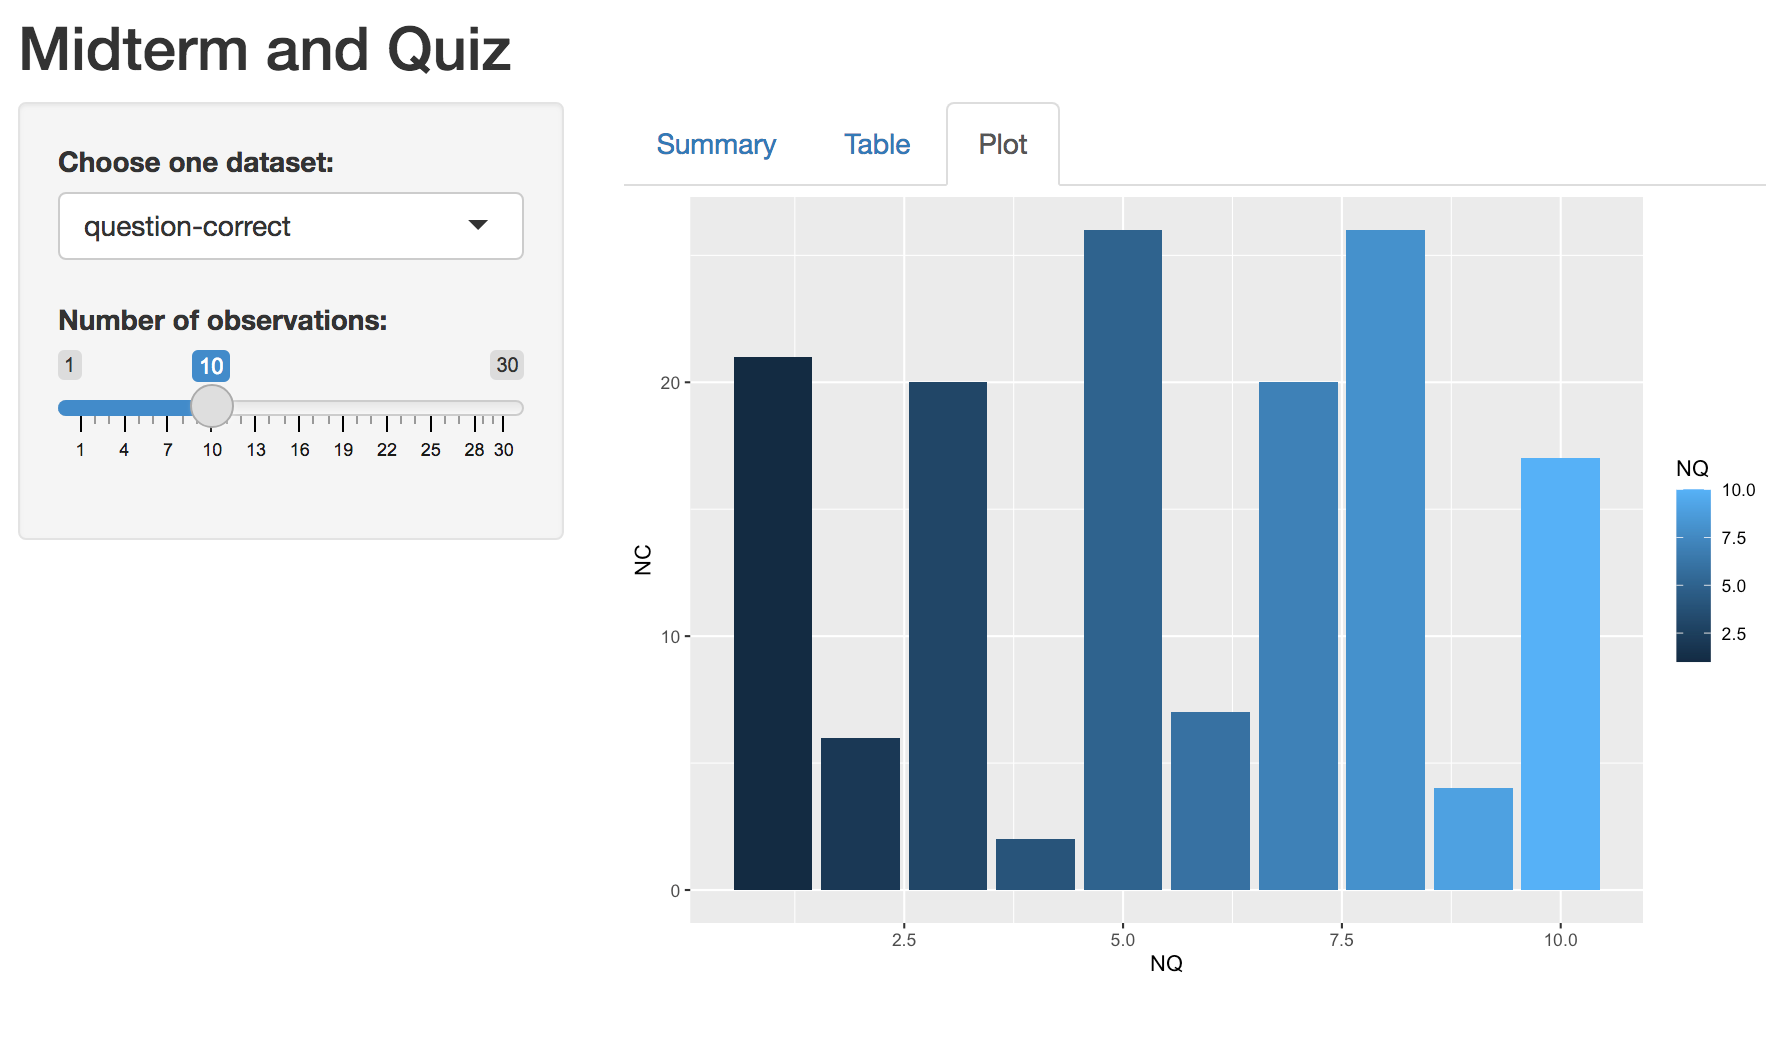 Midterm and Quiz
Choose one dataset:
question-correct
Number of observations:
1 10 30
1 4 7 10 13 16 19 22 25 28 30
Summary Table Plot
NC
20
10
0
2.5 5.0 7.5 10.0
NQ
NQ
10.0
7.5
5.0
2.5